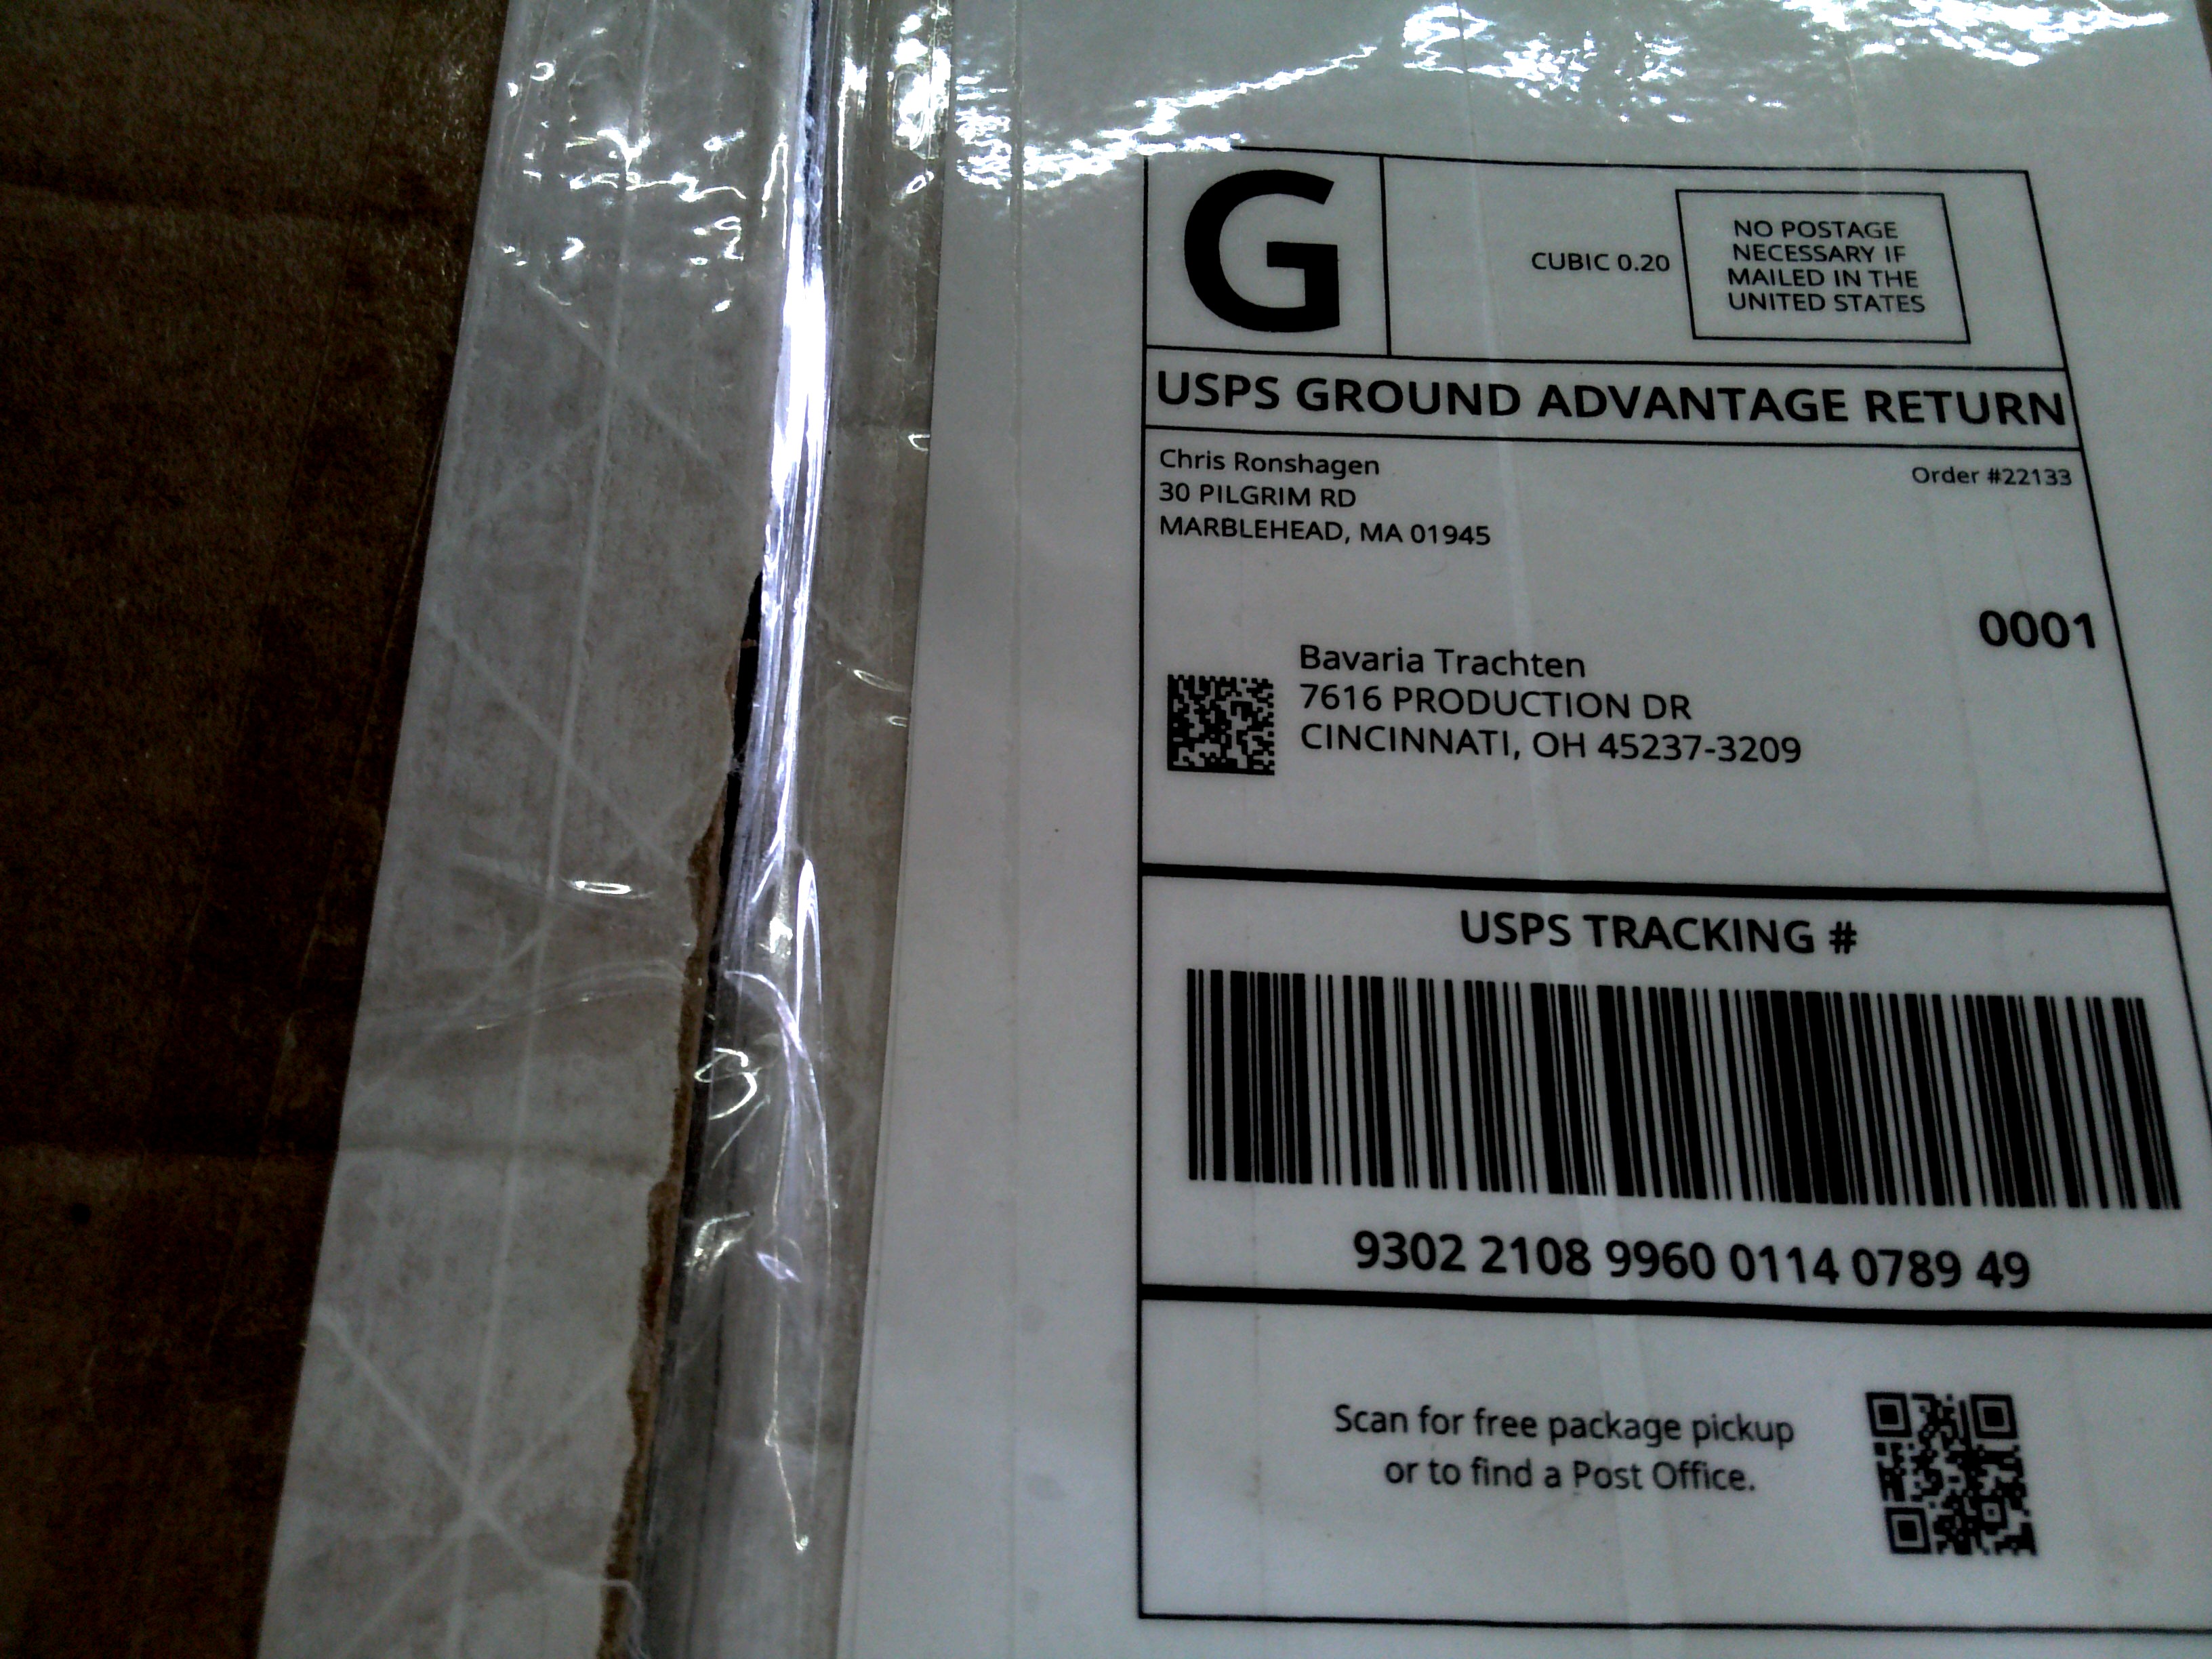 G
CUBIC 0.20
NO POSTAGE
NECESSARY IF
MAILED IN THE
UNITED STATES
USPS GROUND ADVANTAGE RETURN
Chris Ronshagen
30 PILGRIM RD
MARBLEHEAD, MA 01945
Order #22133
0001
Bavaria Trachten
7616 PRODUCTION DR
CINCINNATI, OH 45237-3209
USPS TRACKING #
9302 2108 9960 0114 0789 49
Scan for free package pickup
or to find a Post Office.